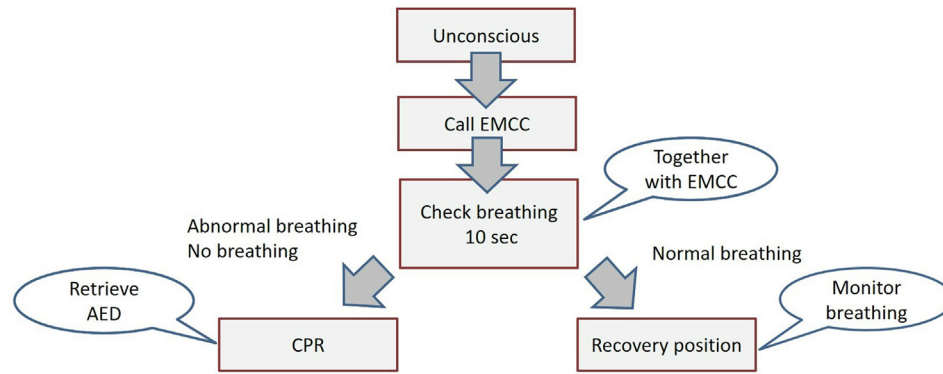 Unconscious
Call EMCC
Together
with EMCC
Check breathing
10 sec
Abnormal breathing
No breathing
Normal breathing
Retrieve
AED
Monitor
breathing
CPR
Recovery position